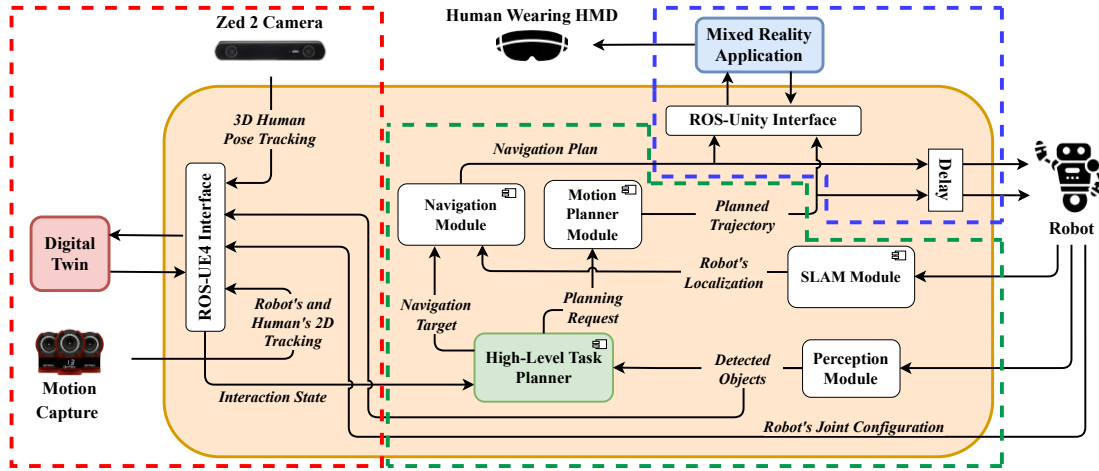 Zed 2 Camera
Human Wearing HMD
Mixed Reality
Application
3D Human
Pose Tracking
ROS-Unity Interface
Navigation Plan
Delay
Robot
ROS-UE4 Interface
Navigation
Module
Motion
Planner
Module
Planned
Trajectory
Digital
Twin
Robot's
Localization
SLAM Module
Robot's and
Human's 2D
Tracking
Navigation
Target
Planning
Request
Motion
Capture
High-Level Task
Planner
Detected
Objects
Perception
Module
Interaction State
Robot's Joint Configuration